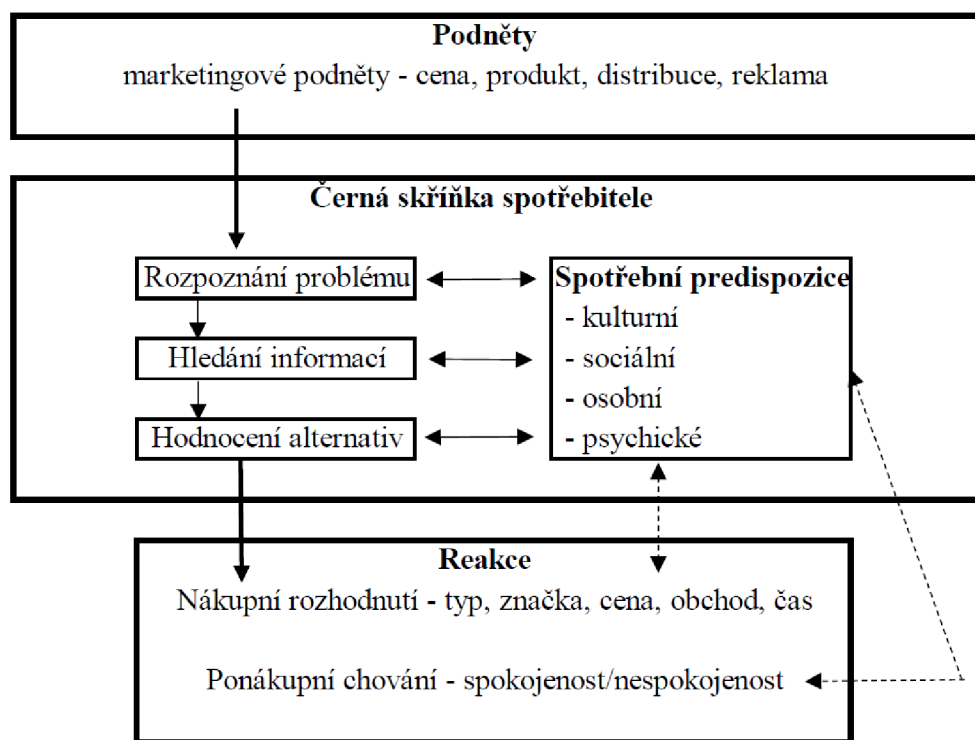 Podněty
marketingové podněty - cena, produkt, distribuce, reklama
Černá skříňka spotřebitele
Rozpoznání problému
Hledání informací
Hodnocení alternativ
Spotřební predispozice
- kulturní
- sociální
- osobní
- psychické
Reakce
Nákupní rozhodnutí - typ, značka, cena, obchod, čas
Ponákupní chování - spokojenost/nespokojenost